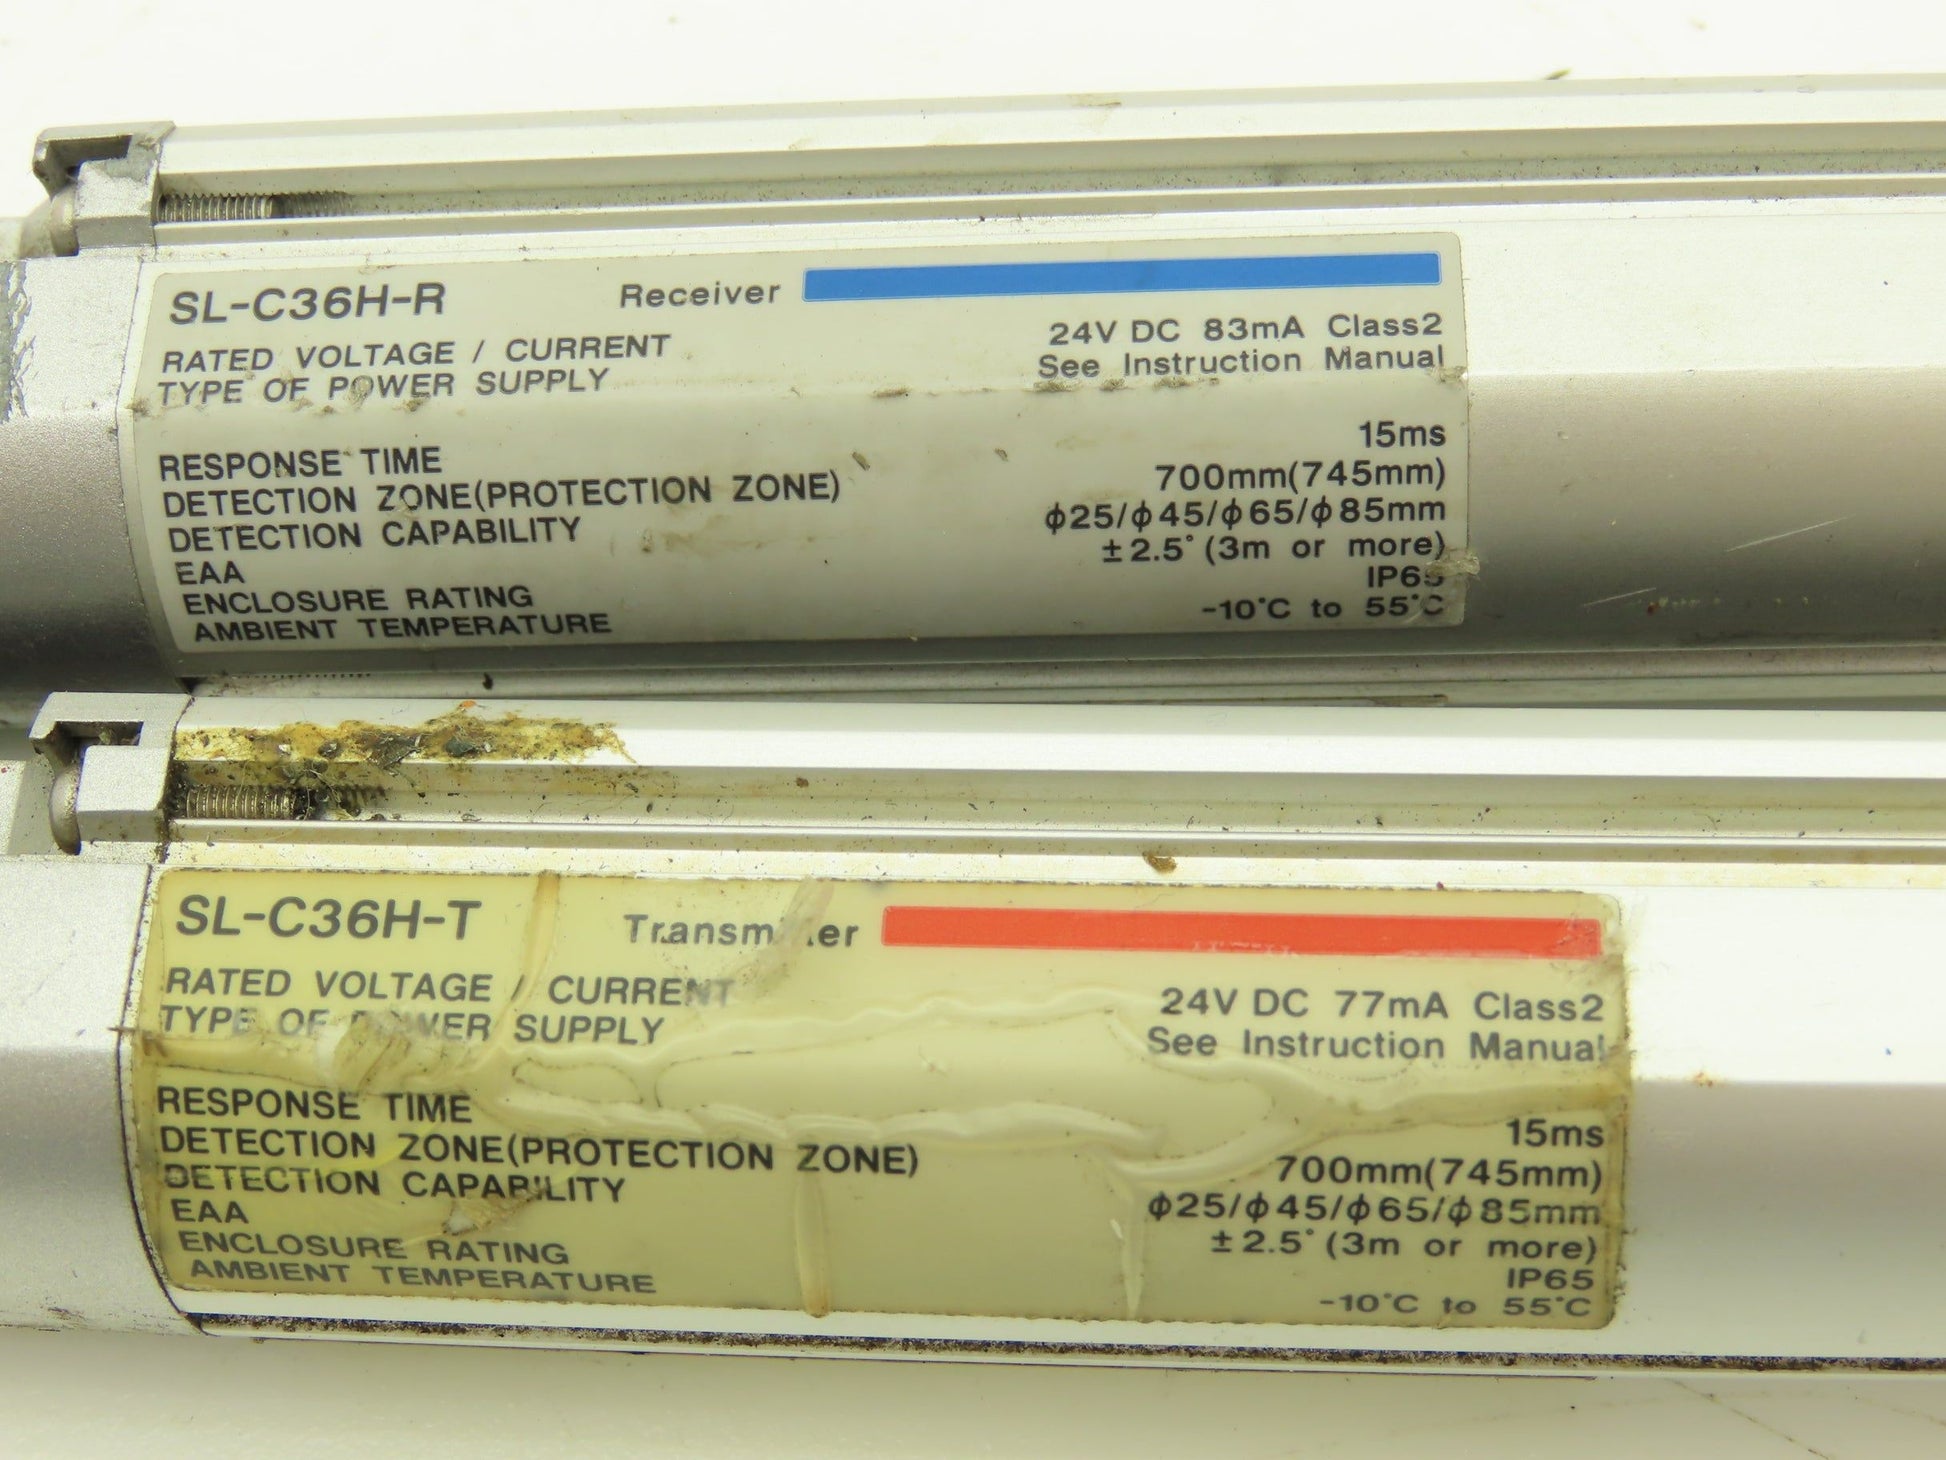 SL-C36H-R Receiver
RATED VOLTAGE / CURRENT 24V DC 83mA Class2
TYPE OF POWER SUPPLY See Instruction Manual
RESPONSE TIME 15ms
DETECTION ZONE(PROTECTION ZONE) 700mm(745mm)
DETECTION CAPABILITY ϕ25/ϕ45/ϕ65/ϕ85mm
EAA ±2.5° (3m or more)
ENCLOSURE RATING IP65
AMBIENT TEMPERATURE -10°C to 55°C
SL-C36H-T Transmitter
RATED VOLTAGE / CURRENT 24V DC 77mA Class2
TYPE OF POWER SUPPLY See Instruction Manual
RESPONSE TIME 15ms
DETECTION ZONE(PROTECTION ZONE) 700mm(745mm)
DETECTION CAPABILITY ϕ25/ϕ45/ϕ65/ϕ85mm
EAA ±2.5° (3m or more)
ENCLOSURE RATING IP65
AMBIENT TEMPERATURE -10°C to 55°C